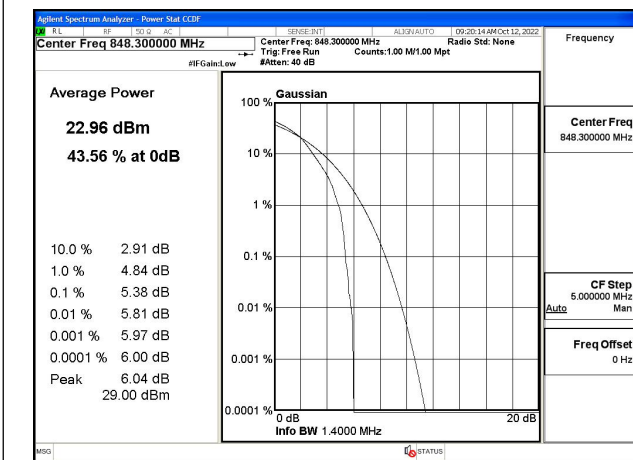 Agilent Spectrum Analyzer - Power Stat CCDF
RL RF 50 Ω AC SENSE:INT ALIGN AUTO 09:20:14 AM Oct 12, 2022
Center Freq 848.300000 MHz
Center Freq: 848.300000 MHz Radio Std: None
Trig: Free Run Counts:1.00 M/1.00 Mpt
#IFGain:Low #Atten: 40 dB
Frequency
Average Power
22.96 dBm
43.56 % at 0dB
10.0 % 2.91 dB
1.0 % 4.84 dB
0.1 % 5.38 dB
0.01 % 5.81 dB
0.001 % 5.97 dB
0.0001 % 6.00 dB
Peak 6.04 dB
29.00 dBm
Gaussian
100 %
10 %
1 %
0.1 %
0.01 %
0.001 %
0.0001 %
0 dB 20 dB
Info BW 1.4000 MHz
Center Freq
848.300000 MHz
CF Step
5.000000 MHz
Auto Man
Freq Offset
0 Hz
MSG STATUS